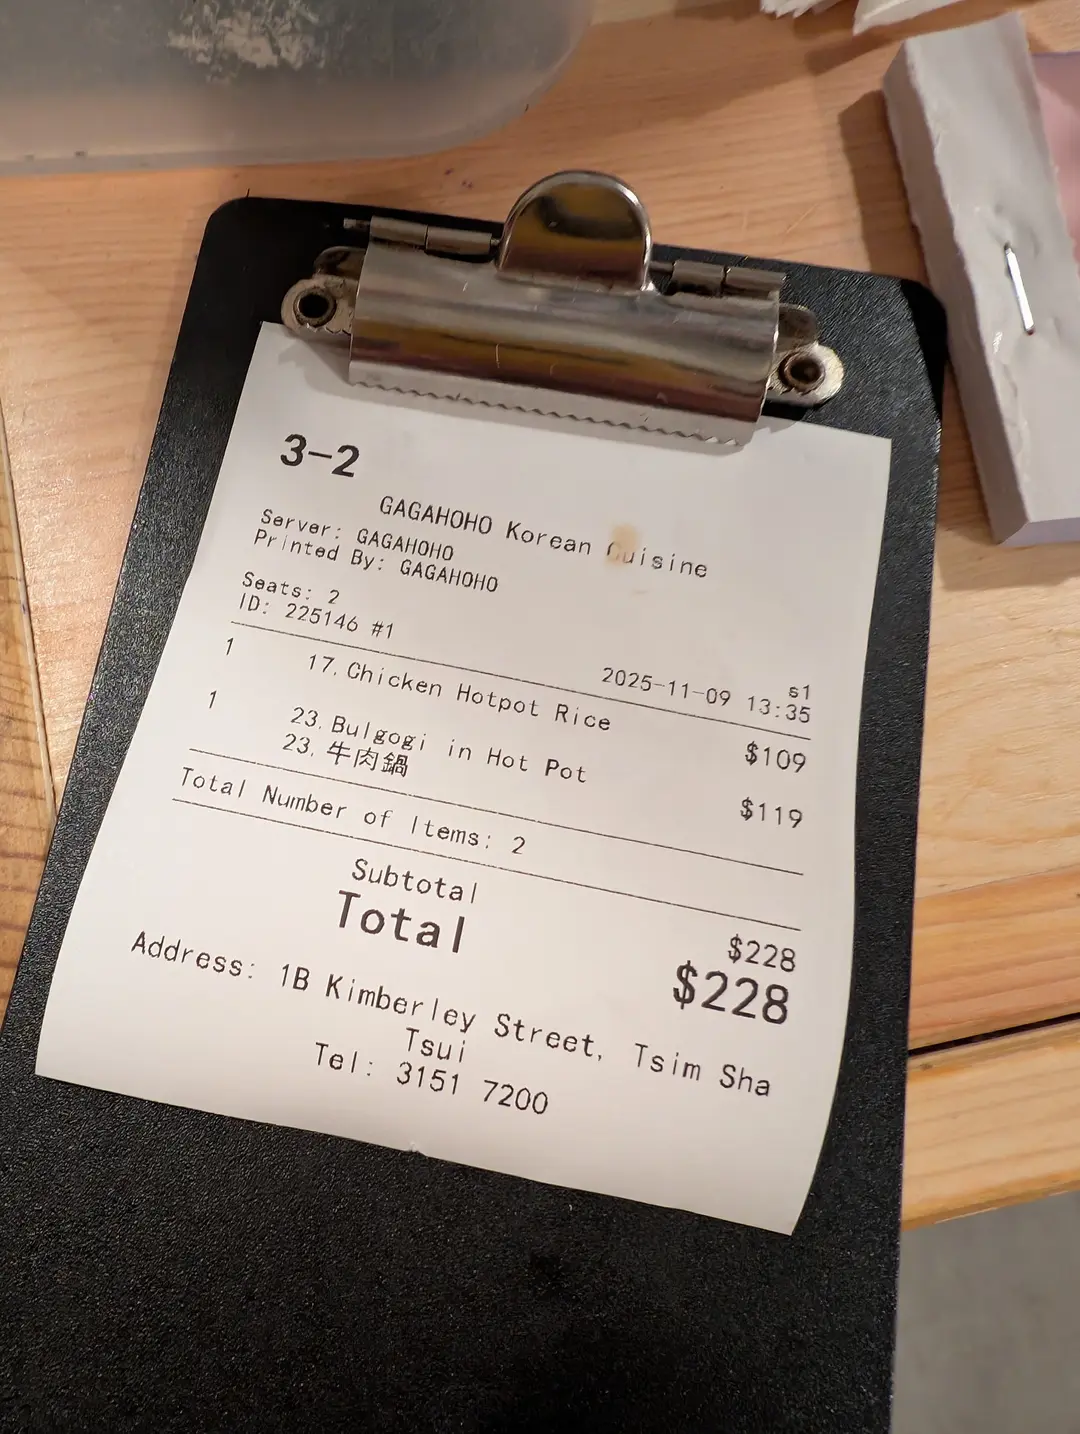 3-2
GAGAHOHO Korean Cuisine
Server: GAGAHOHO
Printed By: GAGAHOHO
Seats: 2
s1
ID: 225146 #1
2025-11-09 13:35
1 17. Chicken Hotpot Rice $109
1 23. Bulgogi in Hot Pot $119
23. 牛肉鍋
Total Number of Items: 2
Subtotal $228
Total $228
Address: 1B Kimberley Street, Tsim Sha
Tsui
Tel: 3151 7200